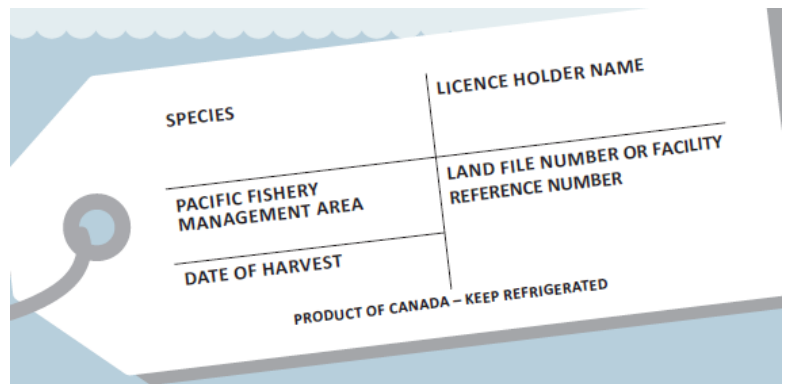 SPECIES
LICENCE HOLDER NAME
PACIFIC FISHERY
MANAGEMENT AREA
LAND FILE NUMBER OR FACILITY
REFERENCE NUMBER
DATE OF HARVEST
PRODUCT OF CANADA – KEEP REFRIGERATED